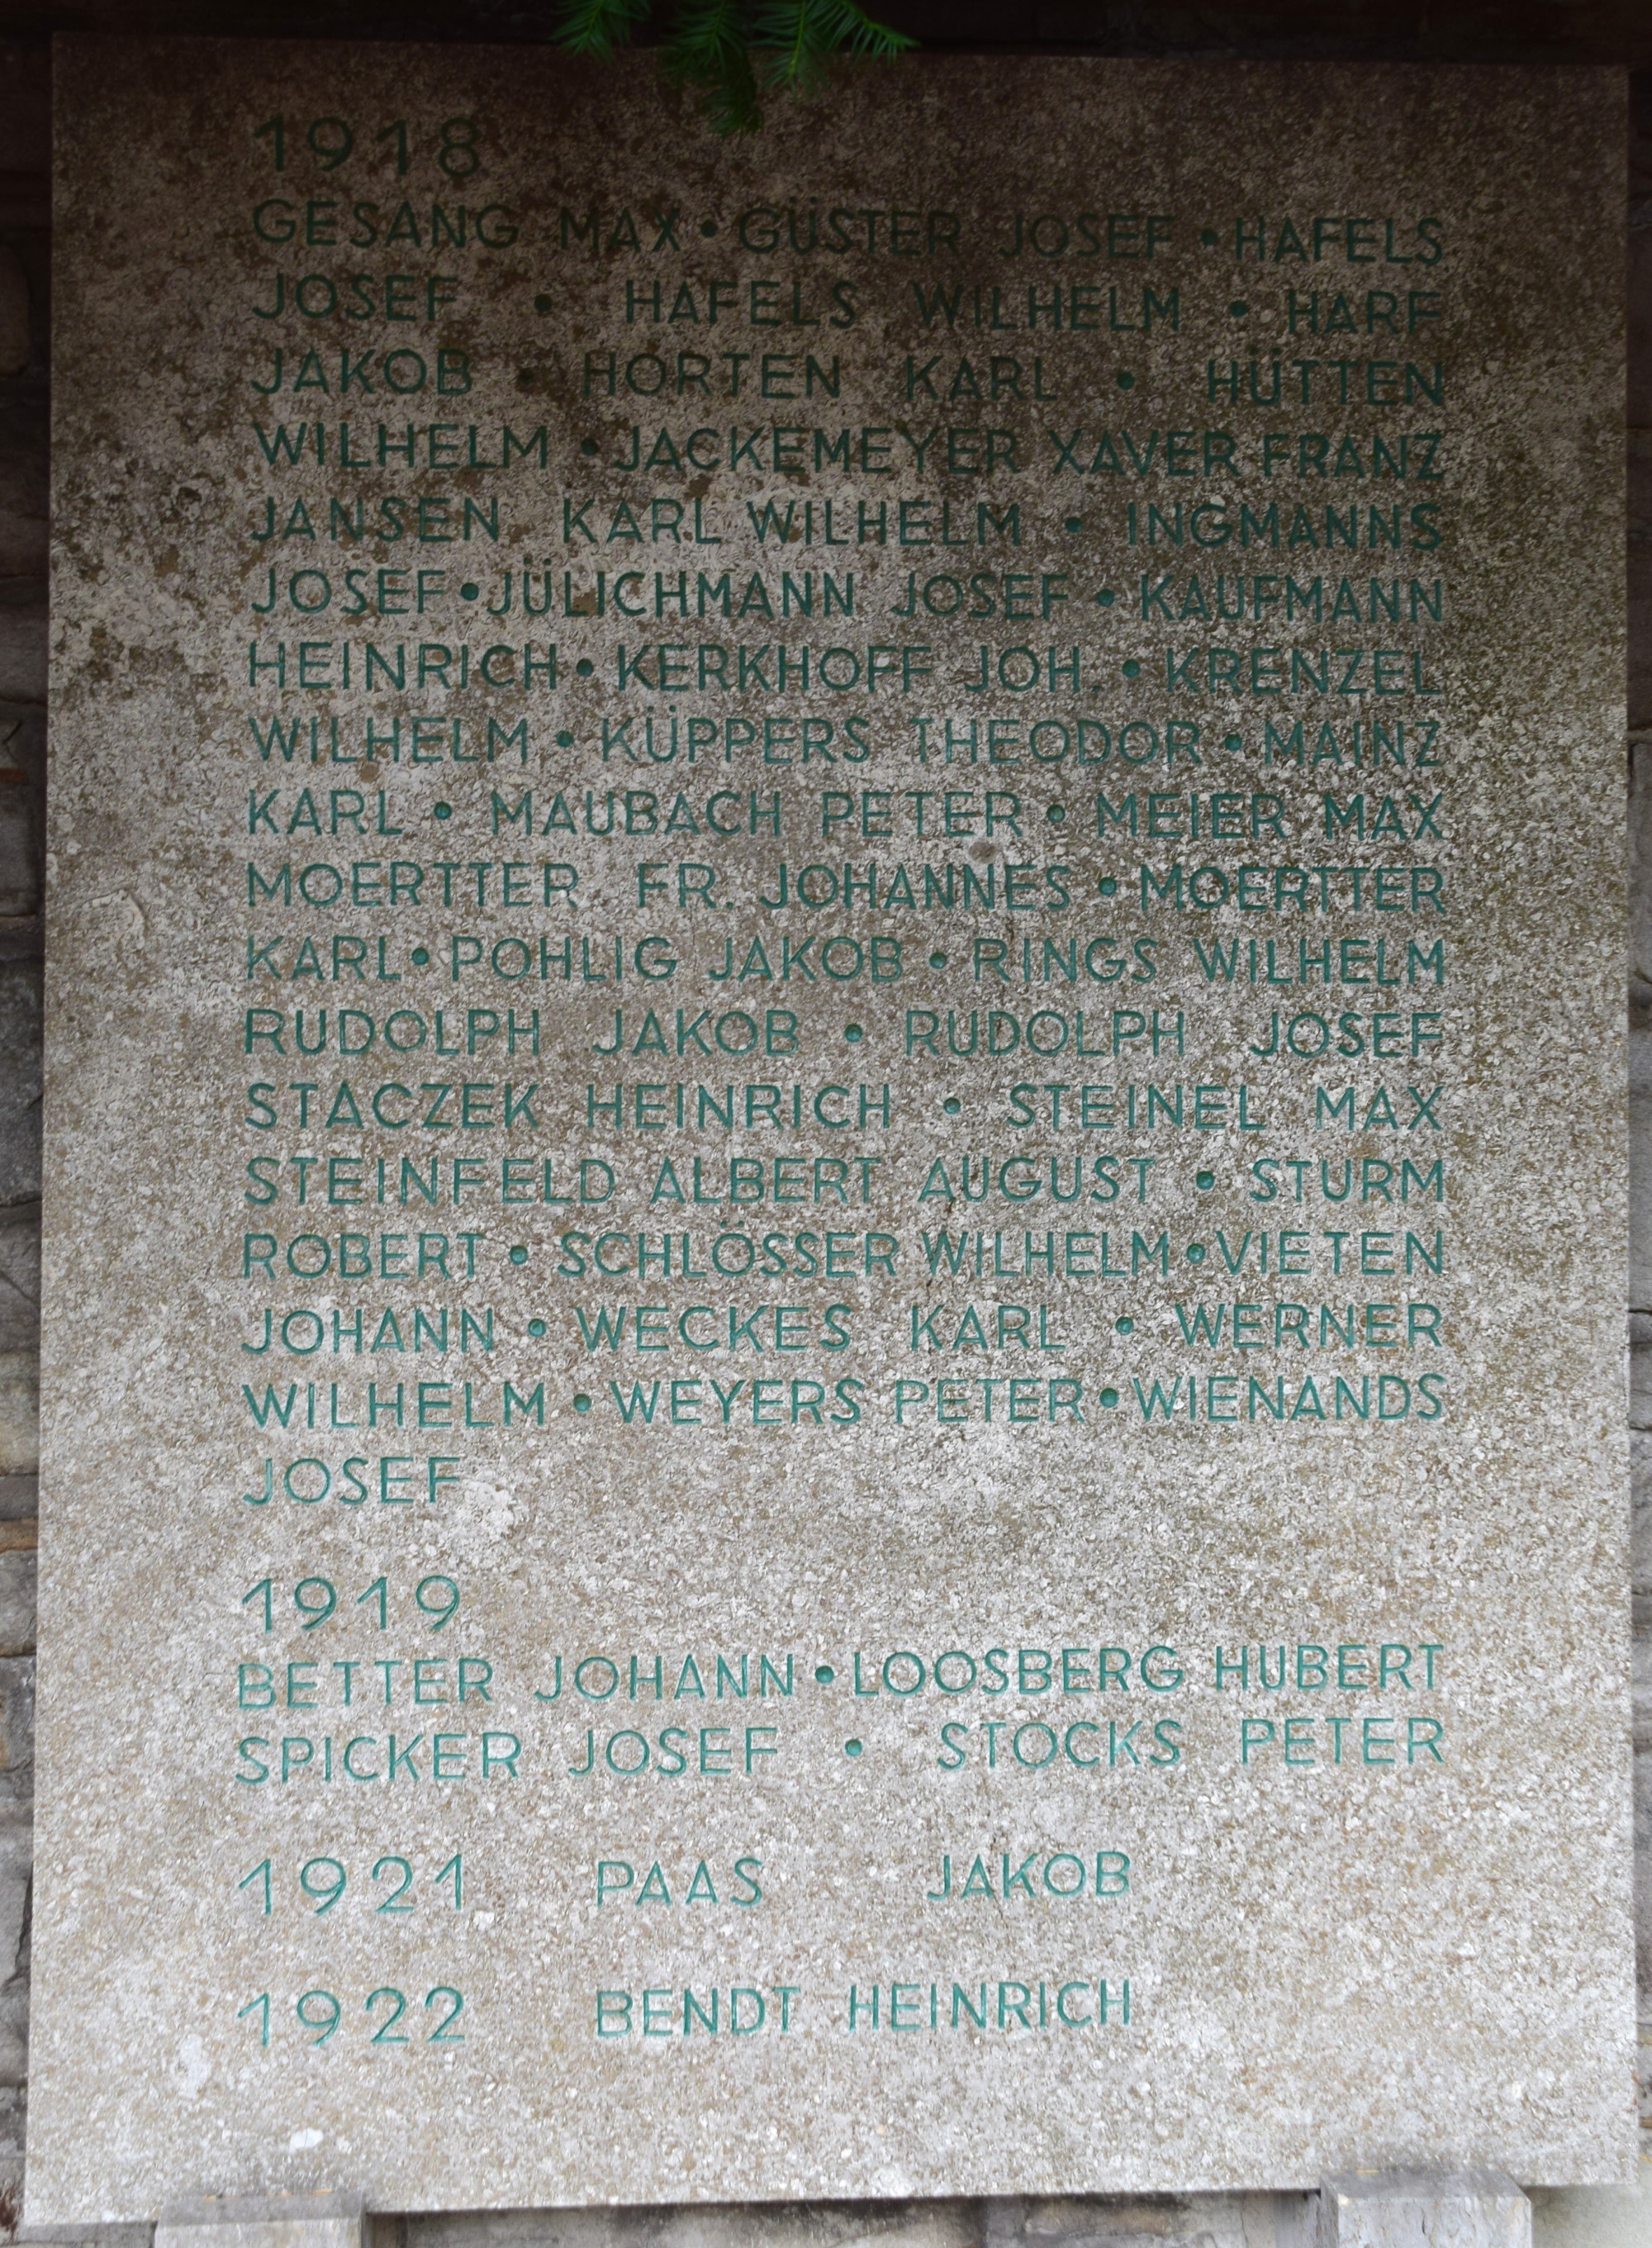 1918
GESANG MAX • GÜSTER JOSEF • HAFELS
JOSEF • HAFELS WILHELM • HARF
JAKOB • HORTEN KARL • HÜTTEN
WILHELM • JACKEMEYER XAVER FRANZ
JANSEN KARL WILHELM • INGMANNS
JOSEF • JÜLICHMANN JOSEF • KAUFMANN
HEINRICH • KERKHOFF JOH. • KRENZEL
WILHELM • KÜPPERS THEODOR • MAINZ
KARL • MAUBACH PETER • MEIER MAX
MOERTTER FR. JOHANNES • MOERTTER
KARL • POHLIG JAKOB • RINGS WILHELM
RUDOLPH JAKOB • RUDOLPH JOSEF
STACZEK HEINRICH • STEINEL MAX
STEINFELD ALBERT AUGUST • STURM
ROBERT • SCHLÖSSER WILHELM • VIETEN
JOHANN • WECKES KARL • WERNER
WILHELM • WEYERS PETER • WIENANDS
JOSEF
1919
BETTER JOHANN • LOOSBERG HUBERT
SPICKER JOSEF • STOCKS PETER
1921 PAAS JAKOB
1922 BENDT HEINRICH